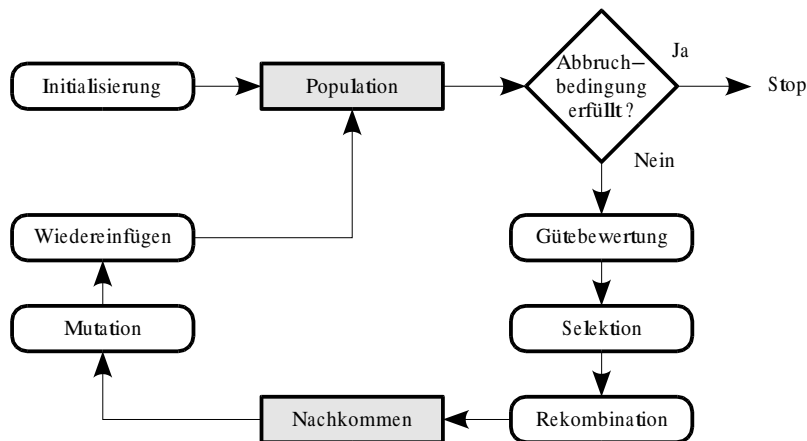 Initialisierung
Population
Abbruch–
bedingung
erfüllt?
Ja
Stop
Nein
Wiedereinfügen
Gütebewertung
Mutation
Selektion
Nachkommen
Rekombination